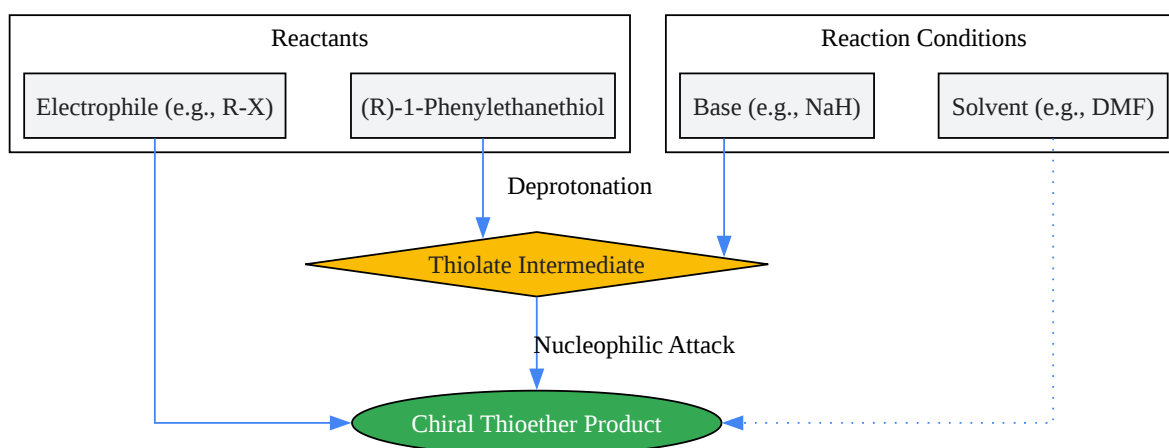 Reactants
Reaction Conditions
Electrophile (e.g., R-X)
(R)-1-Phenylethanethiol
Base (e.g., NaH)
Solvent (e.g., DMF)
Deprotonation
Thiolate Intermediate
Nucleophilic Attack
Chiral Thioether Product